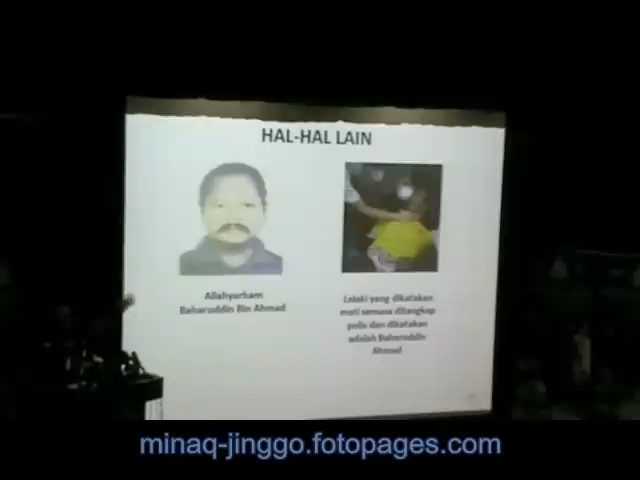 HAL-HAL LAIN
Allahyarham
Baharuddin Bin Ahmad
Lelaki yang dikatakan
mati semasa ditangkap
polis dan dikatakan
adalah Baharuddin
Ahmad
minaq-jinggo.fotopages.com